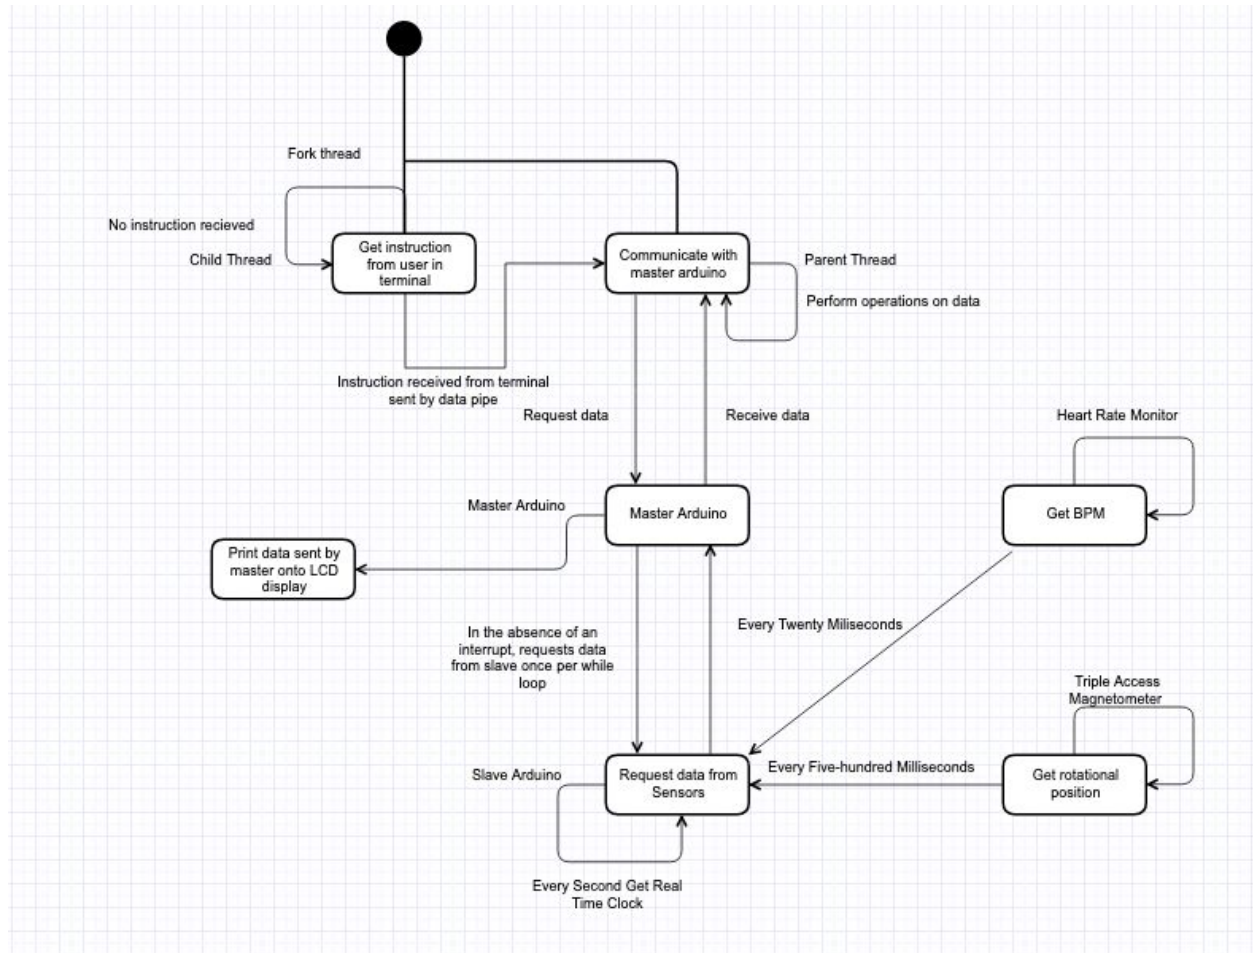 Fork thread
No instruction recieved
Child Thread
Get instruction
from user in
terminal
Communicate with
master arduino
Parent Thread
Perform operations on data
Instruction received from terminal
sent by data pipe
Request data
Receive data
Heart Rate Monitor
Master Arduino
Master Arduino
Get BPM
Print data sent by
master onto LCD
display
Every Twenty Miliseconds
In the absence of an
interrupt, requests data
from slave once per while
loop
Triple Access
Magnetometer
Slave Arduino
Request data from
Sensors
Every Five-hundred Milliseconds
Get rotational
position
Every Second Get Real
Time Clock